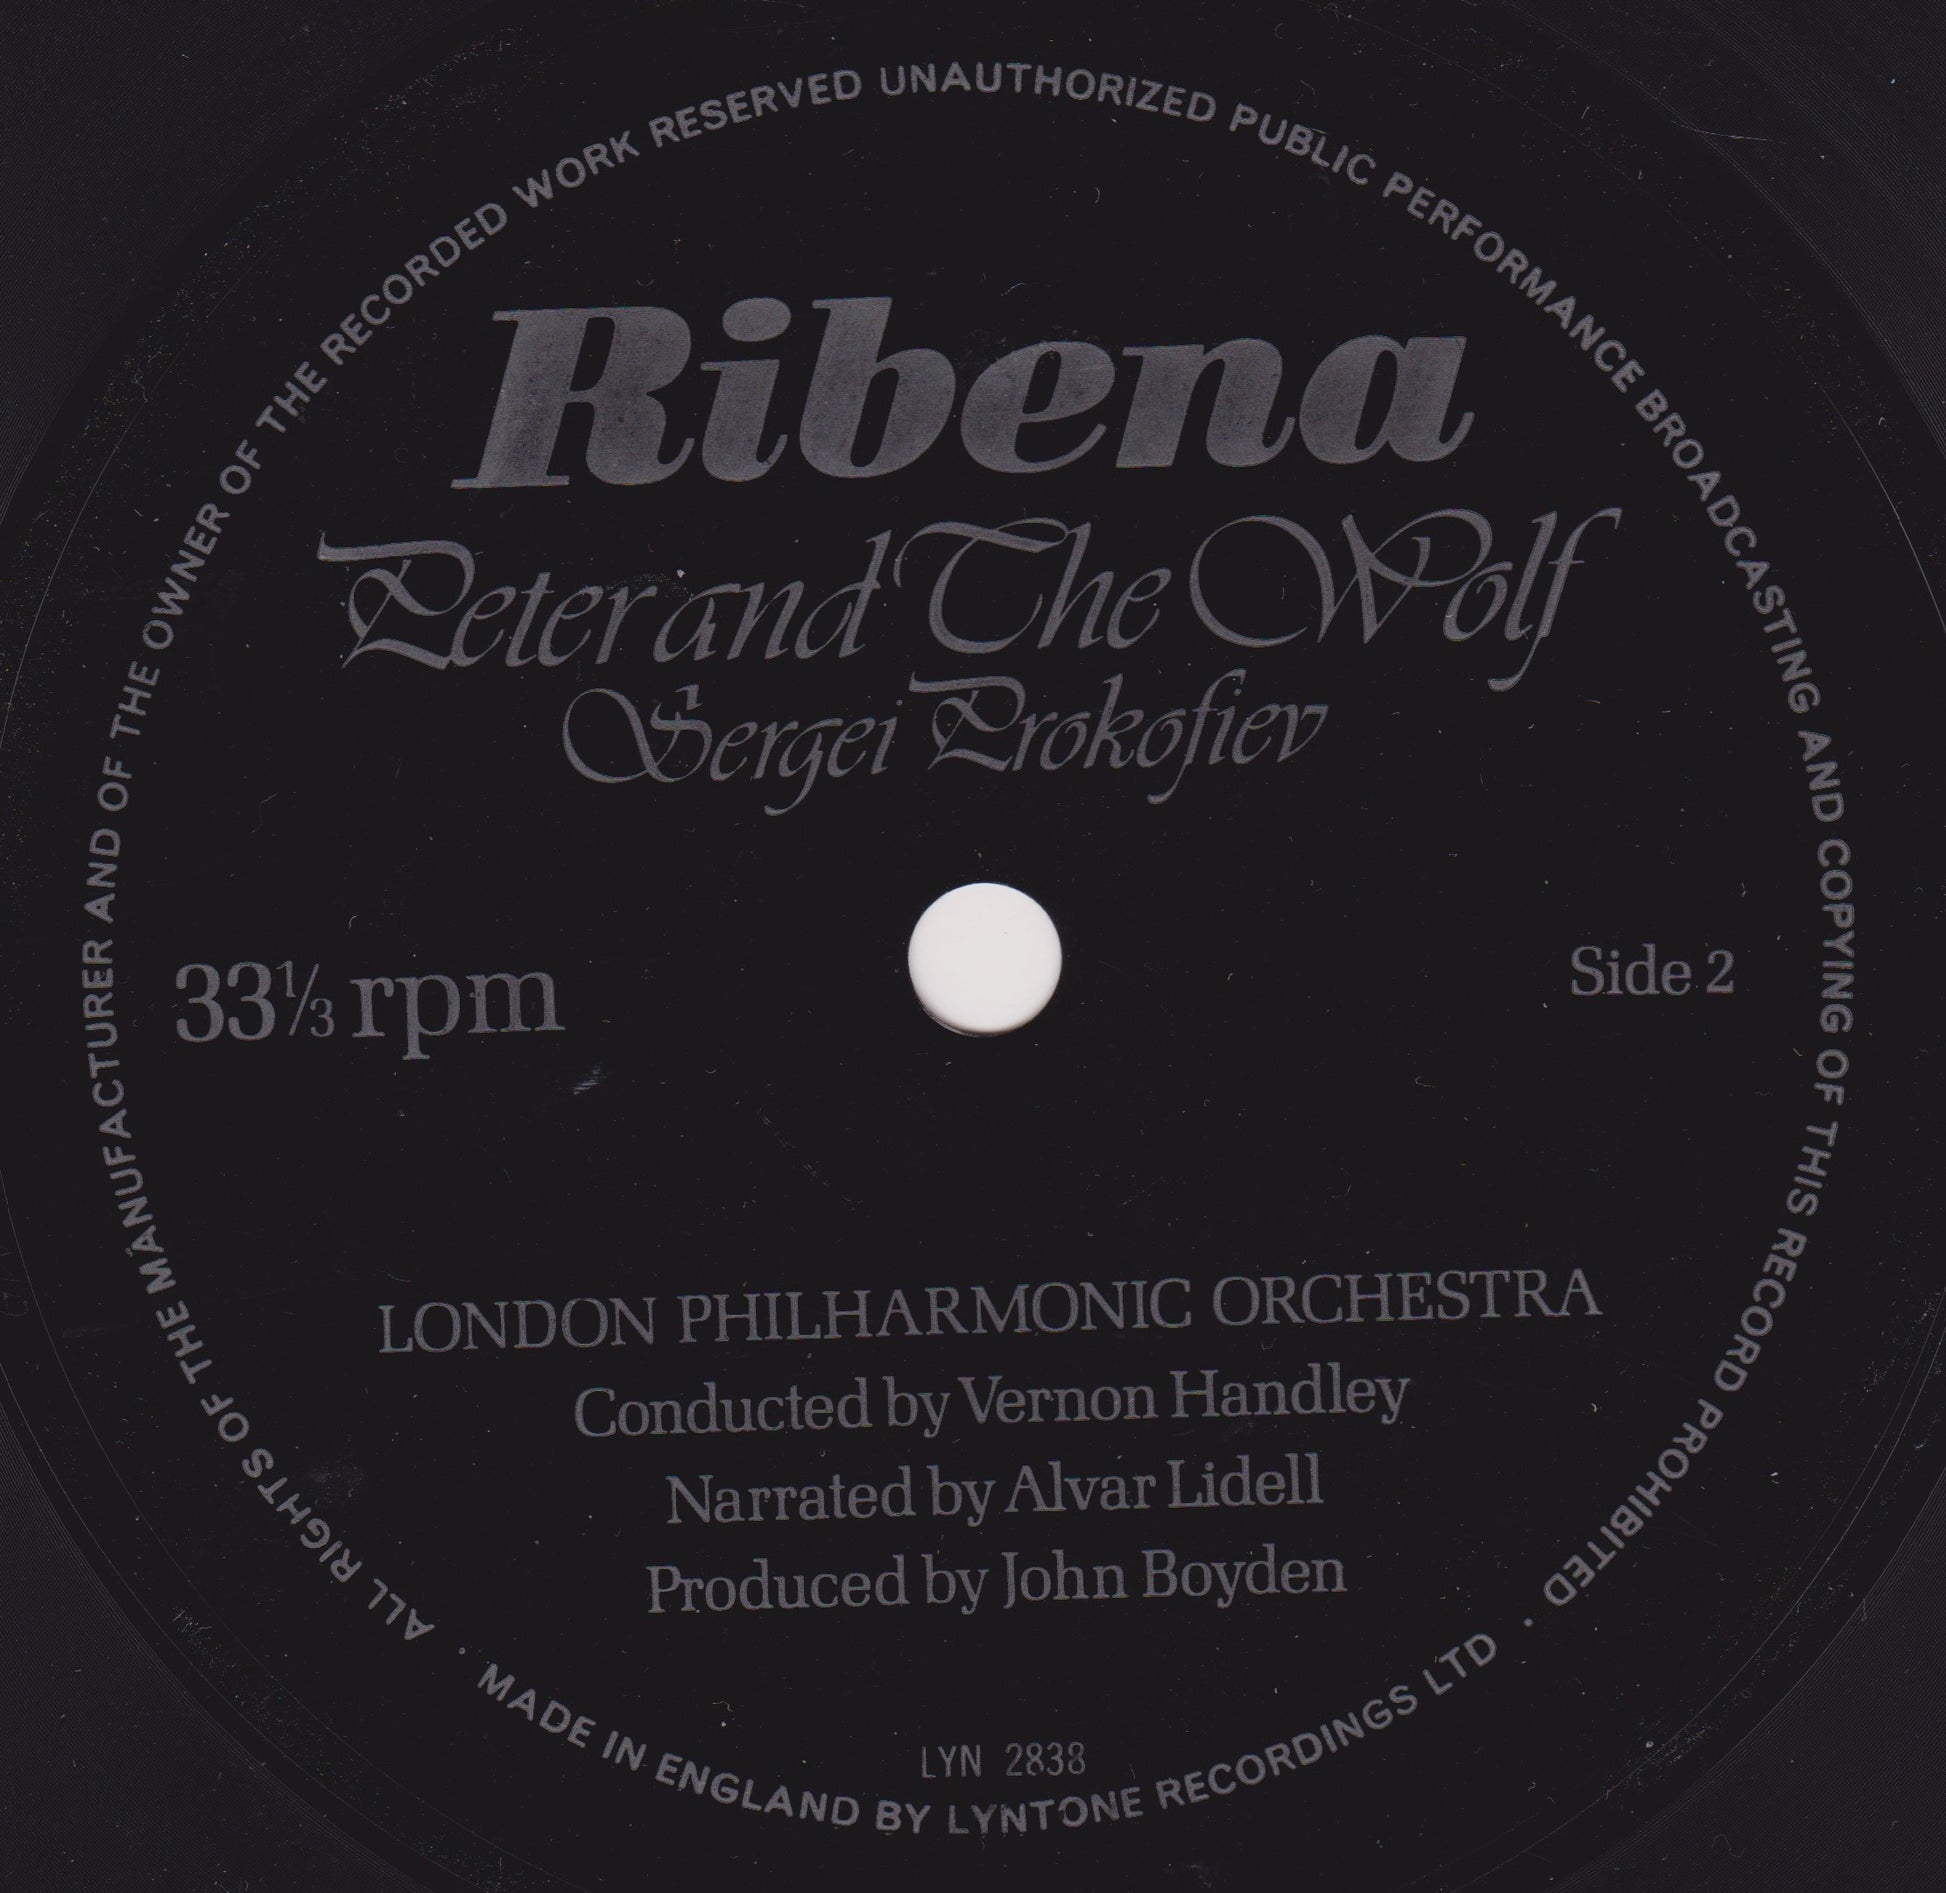 ALL RIGHTS OF THE MANUFACTURER AND OF THE OWNER OF THE RECORDED WORK RESERVED UNAUTHORIZED PUBLIC PERFORMANCE BROADCASTING AND COPYING OF THIS RECORD PROHIBITED ·
Ribena
Peter and The Wolf
Sergei Prokofiev
33⅓ rpm
Side 2
LONDON PHILHARMONIC ORCHESTRA
Conducted by Vernon Handley
Narrated by Alvar Lidell
Produced by John Boyden
LYN 2838
· MADE IN ENGLAND BY LYNTONE RECORDINGS LTD